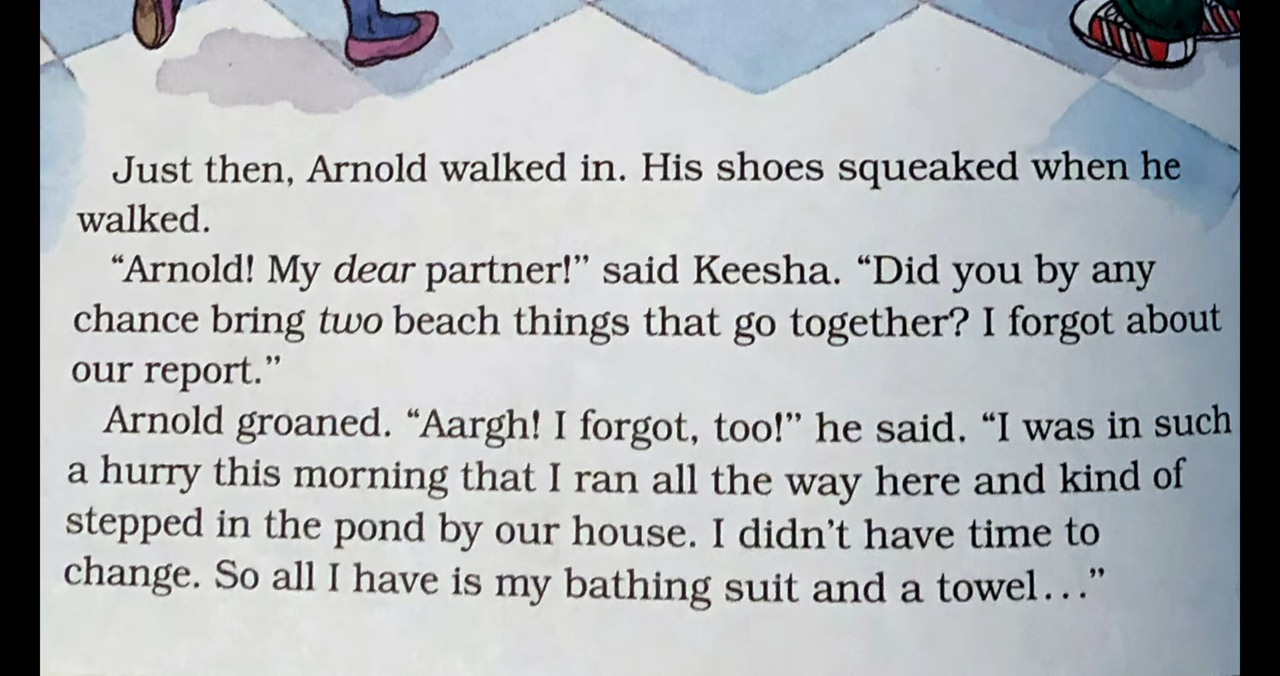 Just then, Arnold walked in. His shoes squeaked when he
walked.
“Arnold! My dear partner!” said Keesha. “Did you by any
chance bring two beach things that go together? I forgot about
our report.”
Arnold groaned. “Aargh! I forgot, too!” he said. “I was in such
a hurry this morning that I ran all the way here and kind of
stepped in the pond by our house. I didn’t have time to
change. So all I have is my bathing suit and a towel...”